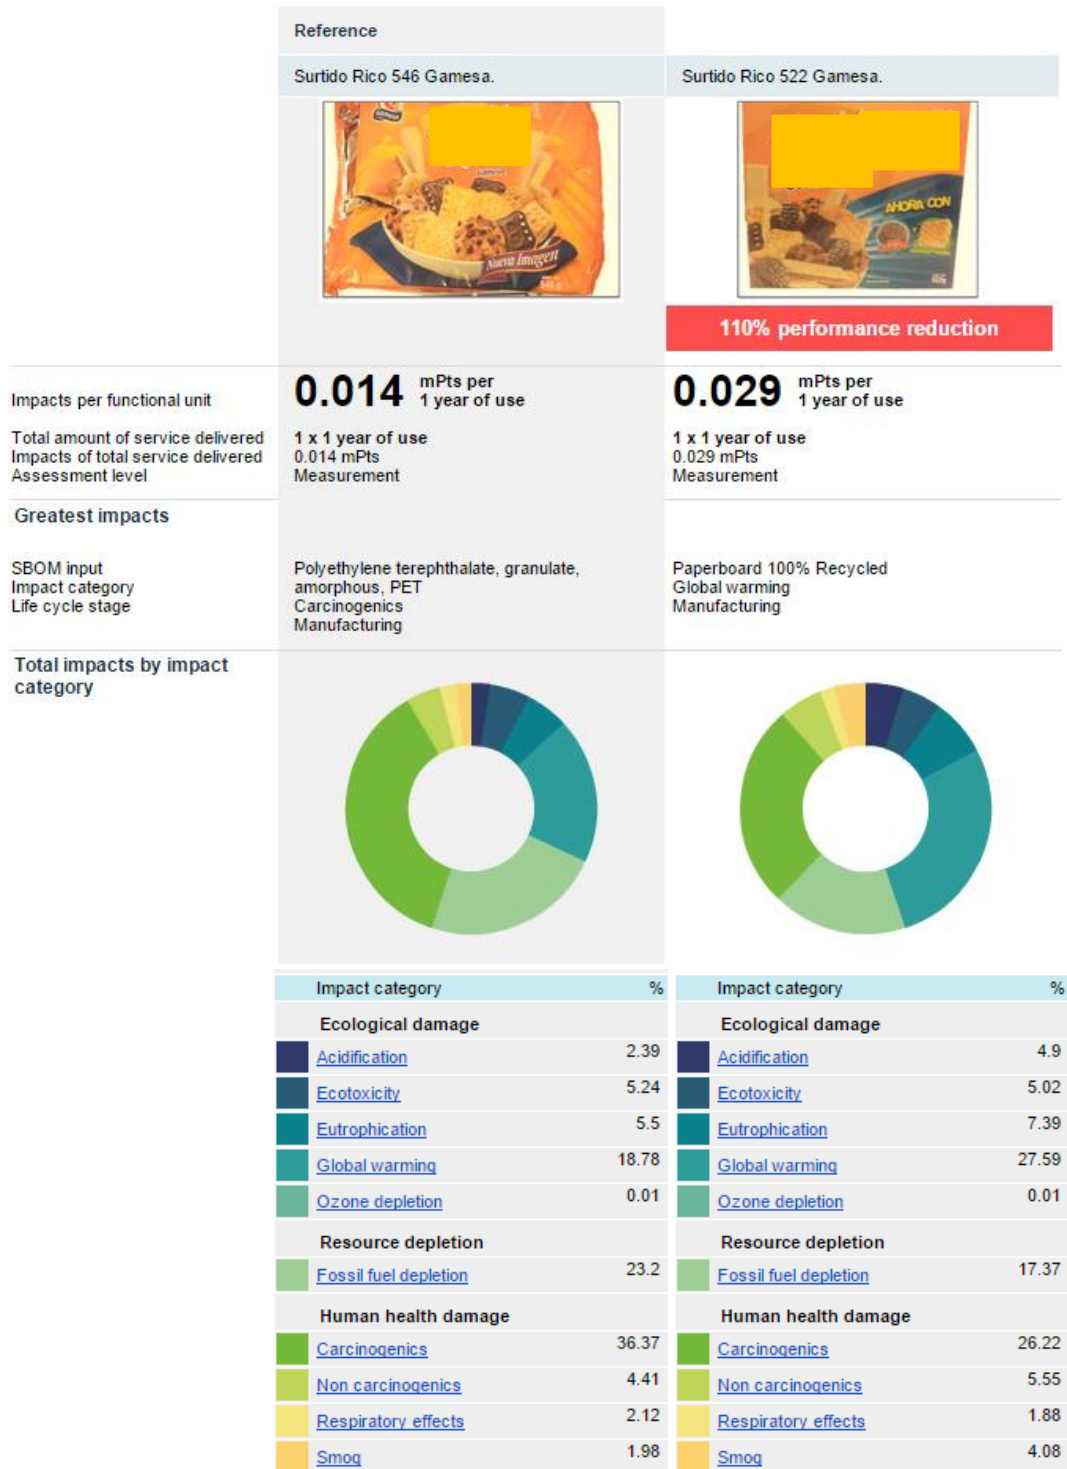 Reference
Surtido Rico 546 Gamesa.
Surtido Rico 522 Gamesa.
Nueva Imagen
AHORA CON
110% performance reduction
Impacts per functional unit
0.014 mPts per 1 year of use
0.029 mPts per 1 year of use
Total amount of service delivered
1 x 1 year of use
1 x 1 year of use
Impacts of total service delivered
0.014 mPts
0.029 mPts
Assessment level
Measurement
Measurement
Greatest impacts
SBOM input
Polyethylene terephthalate, granulate,
amorphous, PET
Paperboard 100% Recycled
Impact category
Carcinogenics
Global warming
Life cycle stage
Manufacturing
Manufacturing
Total impacts by impact
category
Impact category %
Ecological damage
Acidification 2.39
Ecotoxicity 5.24
Eutrophication 5.5
Global warming 18.78
Ozone depletion 0.01
Resource depletion
Fossil fuel depletion 23.2
Human health damage
Carcinogenics 36.37
Non carcinogenics 4.41
Respiratory effects 2.12
Smog 1.98
Impact category %
Ecological damage
Acidification 4.9
Ecotoxicity 5.02
Eutrophication 7.39
Global warming 27.59
Ozone depletion 0.01
Resource depletion
Fossil fuel depletion 17.37
Human health damage
Carcinogenics 26.22
Non carcinogenics 5.55
Respiratory effects 1.88
Smog 4.08